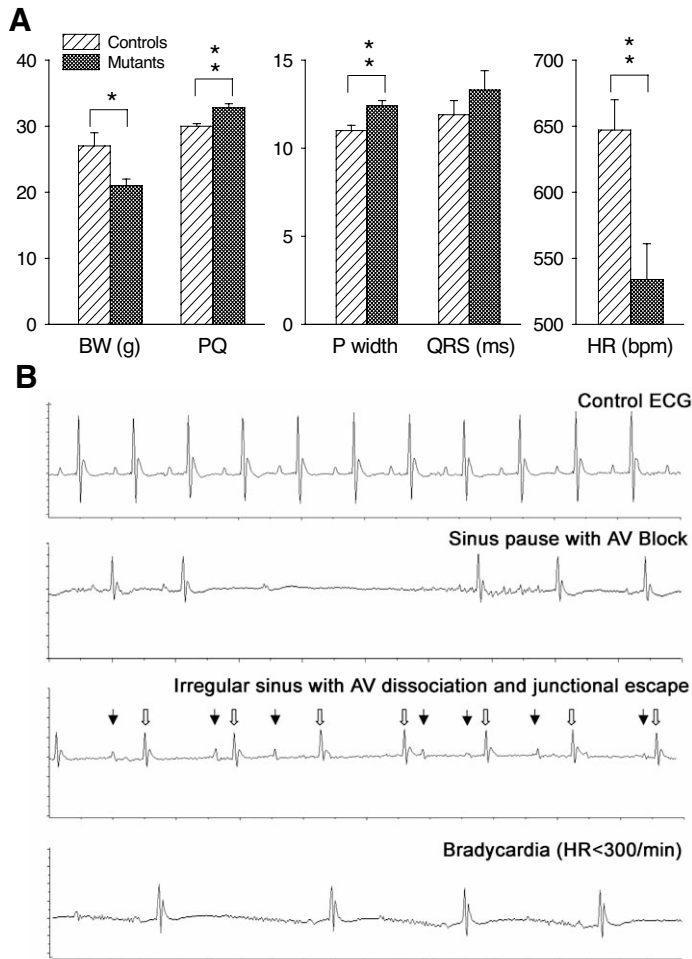 A
Controls
Mutants
*
* *
* *
* *
40
30
20
10
0
15
10
5
0
700
650
600
550
500
BW (g) PQ P width QRS (ms) HR (bpm)
B
Control ECG
Sinus pause with AV Block
Irregular sinus with AV dissociation and junctional escape
Bradycardia (HR<300/min)